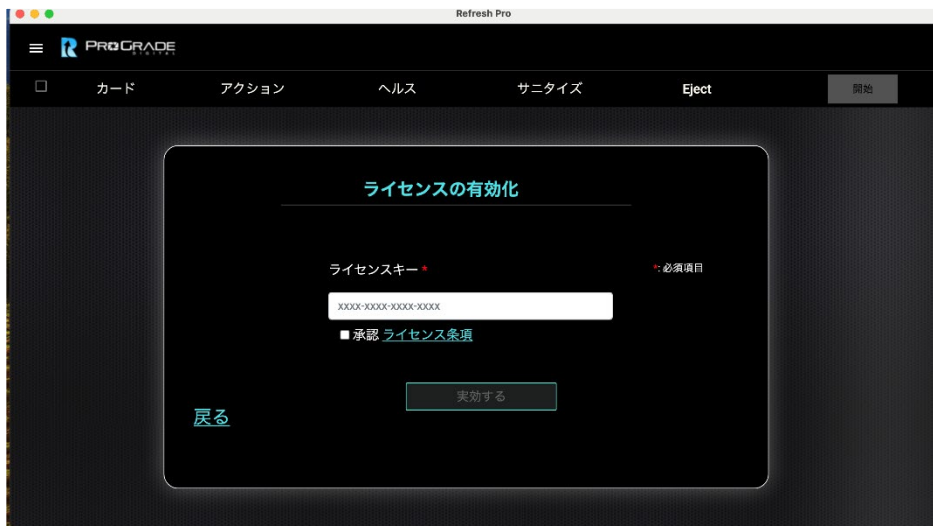 Refresh Pro
PROGRADE
DIGITAL
カード アクション ヘルス サニタイズ Eject 開始
ライセンスの有効化
ライセンスキー * *: 必須項目
xxxx-xxxx-xxxx-xxxx
承認 ライセンス条項
実効する
戻る